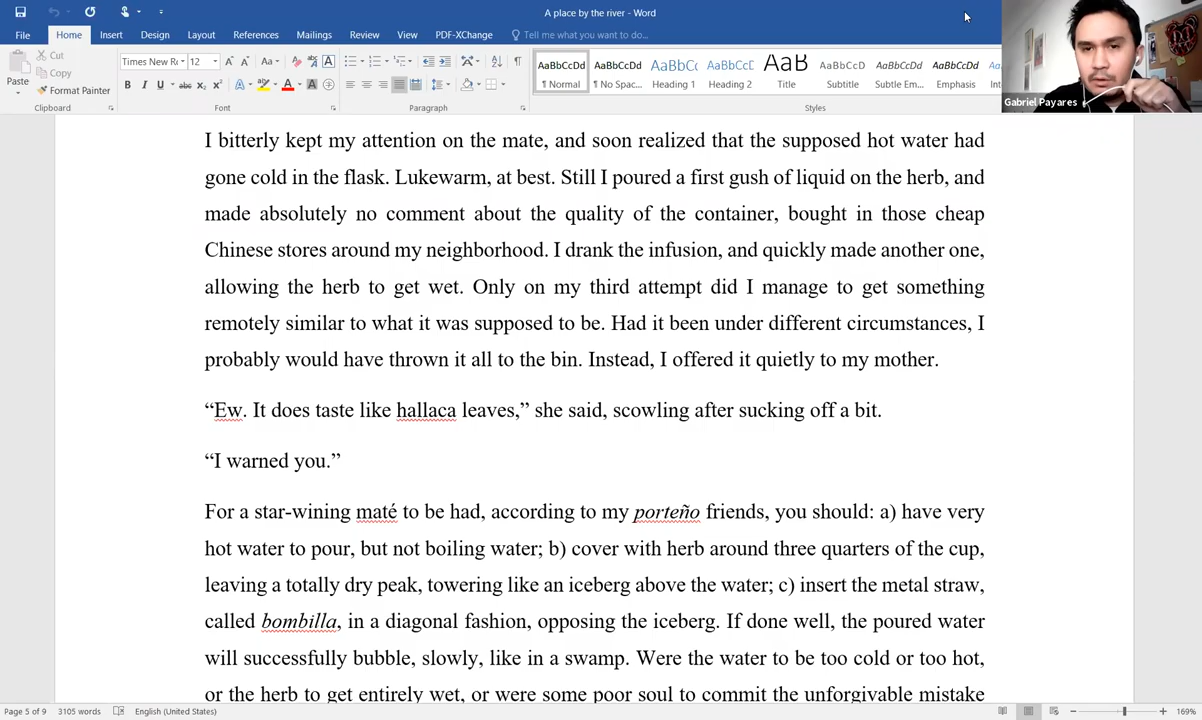 A place by the river - Word
File Home Insert Design Layout References Mailings Review View PDF-XChange Tell me what you want to do...
Paste
Cut
Copy
Format Painter
Clipboard
Times New Ro 12
Font
Paragraph
AaBbCcDd AaBbCcDd AaBbCc AaBbCcD AaB AaBbCcD AaBbCcDd AaBbCcDd
¶ Normal ¶ No Spac... Heading 1 Heading 2 Title Subtitle Subtle Em... Emphasis
Styles
Gabriel Payares
I bitterly kept my attention on the mate, and soon realized that the supposed hot water had
gone cold in the flask. Lukewarm, at best. Still I poured a first gush of liquid on the herb, and
made absolutely no comment about the quality of the container, bought in those cheap
Chinese stores around my neighborhood. I drank the infusion, and quickly made another one,
allowing the herb to get wet. Only on my third attempt did I manage to get something
remotely similar to what it was supposed to be. Had it been under different circumstances, I
probably would have thrown it all to the bin. Instead, I offered it quietly to my mother.
“Ew. It does taste like hallaca leaves,” she said, scowling after sucking off a bit.
“I warned you.”
For a star-wining maté to be had, according to my porteño friends, you should: a) have very
hot water to pour, but not boiling water; b) cover with herb around three quarters of the cup,
leaving a totally dry peak, towering like an iceberg above the water; c) insert the metal straw,
called bombilla, in a diagonal fashion, opposing the iceberg. If done well, the poured water
will successfully bubble, slowly, like in a swamp. Were the water to be too cold or too hot,
or the herb to get entirely wet, or were some poor soul to commit the unforgivable mistake
Page 5 of 9 3105 words English (United States) 169%